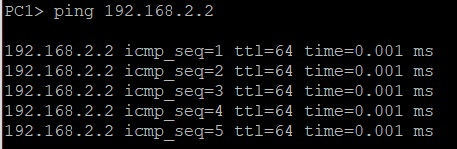 PC1> ping 192.168.2.2
192.168.2.2 icmp_seq=1 ttl=64 time=0.001 ms
192.168.2.2 icmp_seq=2 ttl=64 time=0.001 ms
192.168.2.2 icmp_seq=3 ttl=64 time=0.001 ms
192.168.2.2 icmp_seq=4 ttl=64 time=0.001 ms
192.168.2.2 icmp_seq=5 ttl=64 time=0.001 ms